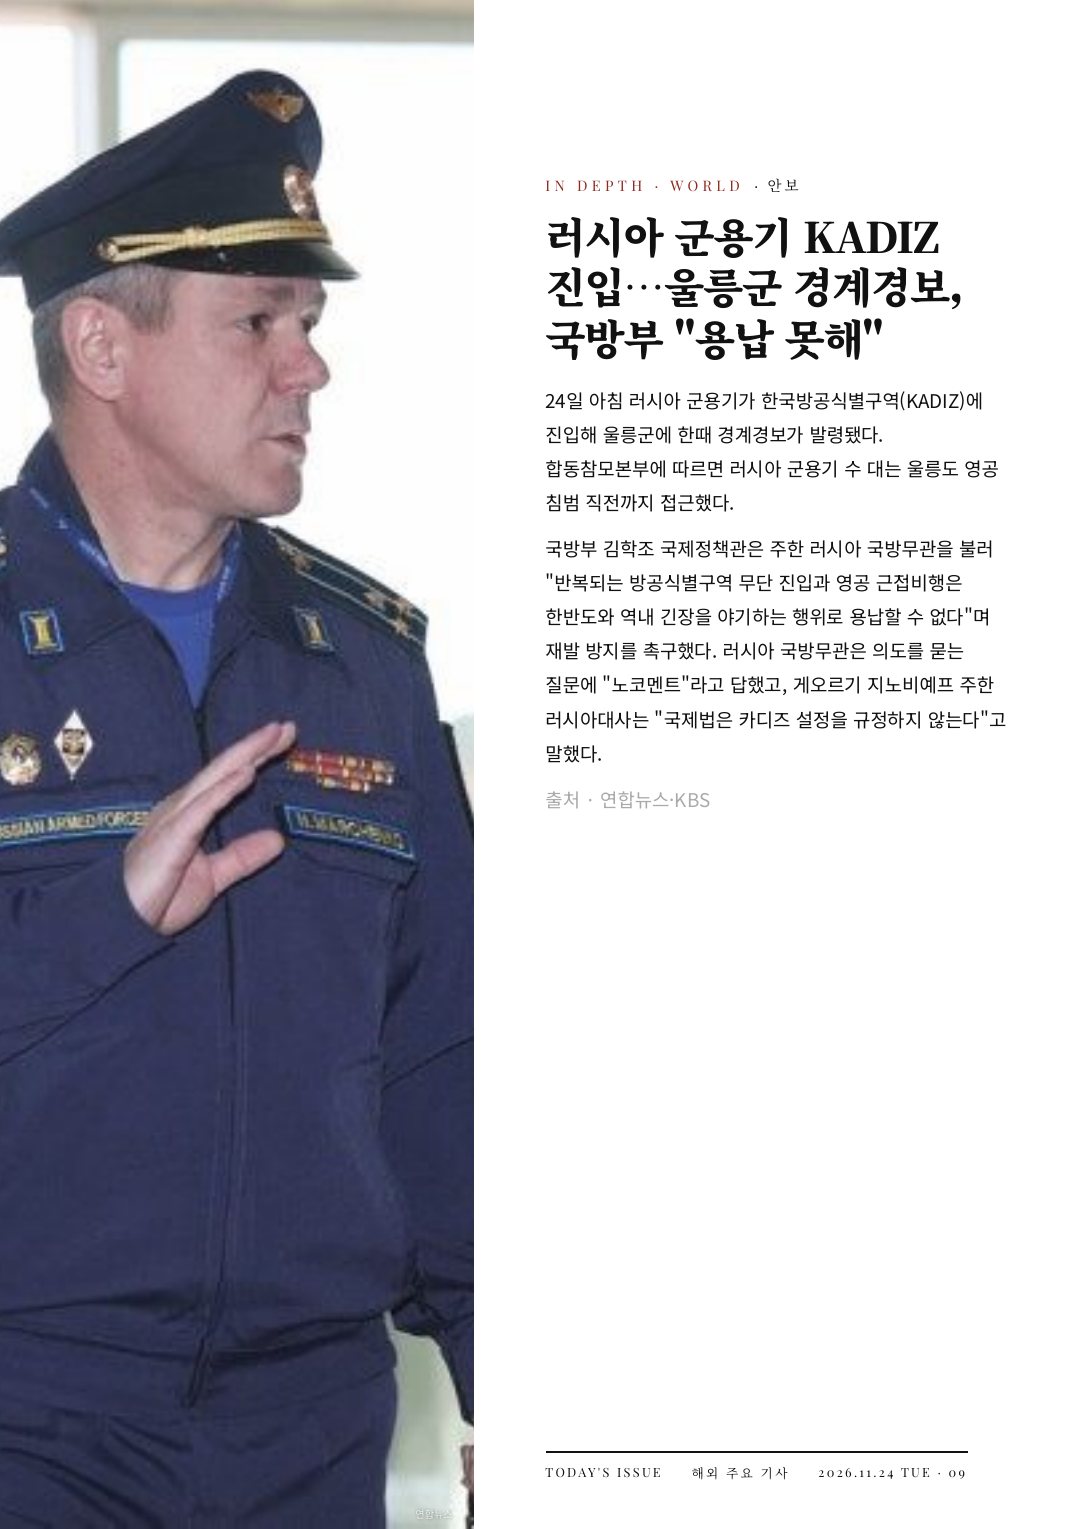 IN DEPTH · WORLD · 안보
러시아 군용기 KADIZ
진입…울릉군 경계경보,
국방부 "용납 못해"
24일 아침 러시아 군용기가 한국방공식별구역(KADIZ)에
진입해 울릉군에 한때 경계경보가 발령됐다.
합동참모본부에 따르면 러시아 군용기 수 대는 울릉도 영공
침범 직전까지 접근했다.
국방부 김학조 국제정책관은 주한 러시아 국방무관을 불러
"반복되는 방공식별구역 무단 진입과 영공 근접비행은
한반도와 역내 긴장을 야기하는 행위로 용납할 수 없다"며
재발 방지를 촉구했다. 러시아 국방무관은 의도를 묻는
질문에 "노코멘트"라고 답했고, 게오르기 지노비예프 주한
러시아대사는 "국제법은 카디즈 설정을 규정하지 않는다"고
말했다.
출처 · 연합뉴스·KBS
ARMED FORCES
연합뉴스
TODAY'S ISSUE 해외 주요 기사 2026.11.24 TUE · 09